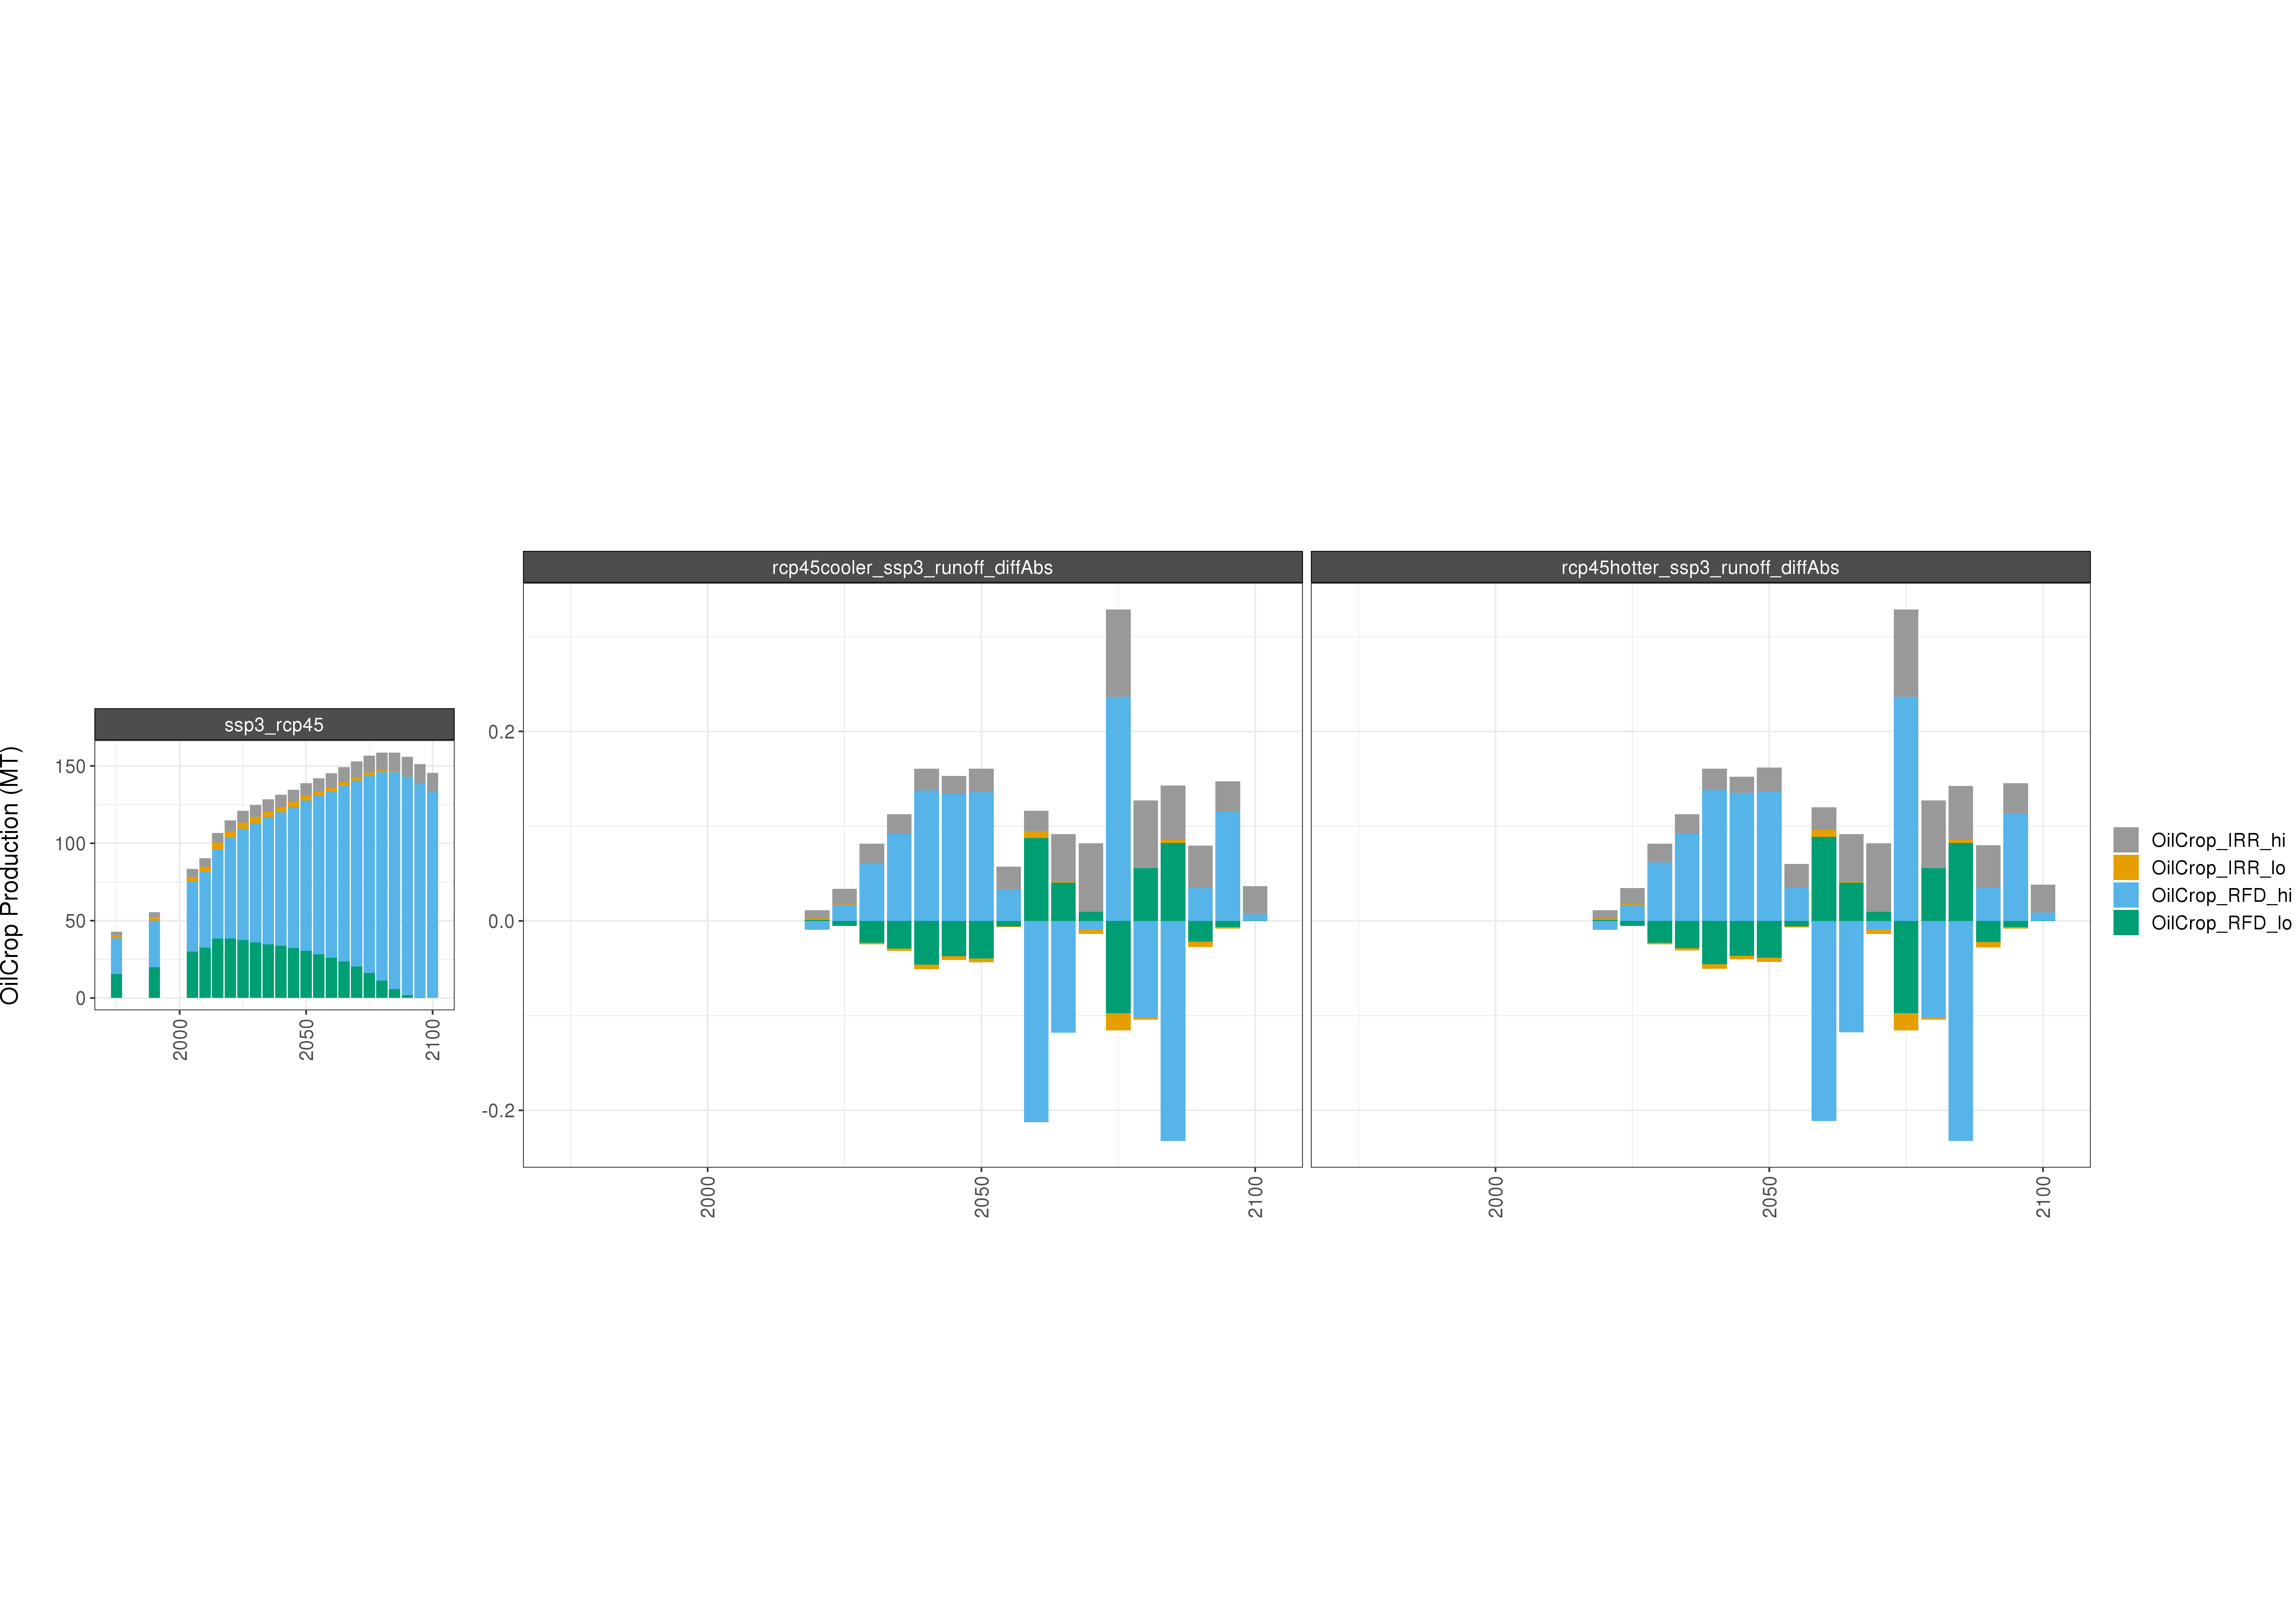 OilCrop Production (MT)
ssp3_rcp45
150
100
50
0
2000
2050
2100
rcp45cooler_ssp3_runoff_diffAbs
rcp45hotter_ssp3_runoff_diffAbs
0.2
0.0
-0.2
2000
2050
2100
2000
2050
2100
OilCrop_IRR_hi
OilCrop_IRR_lo
OilCrop_RFD_hi
OilCrop_RFD_lo